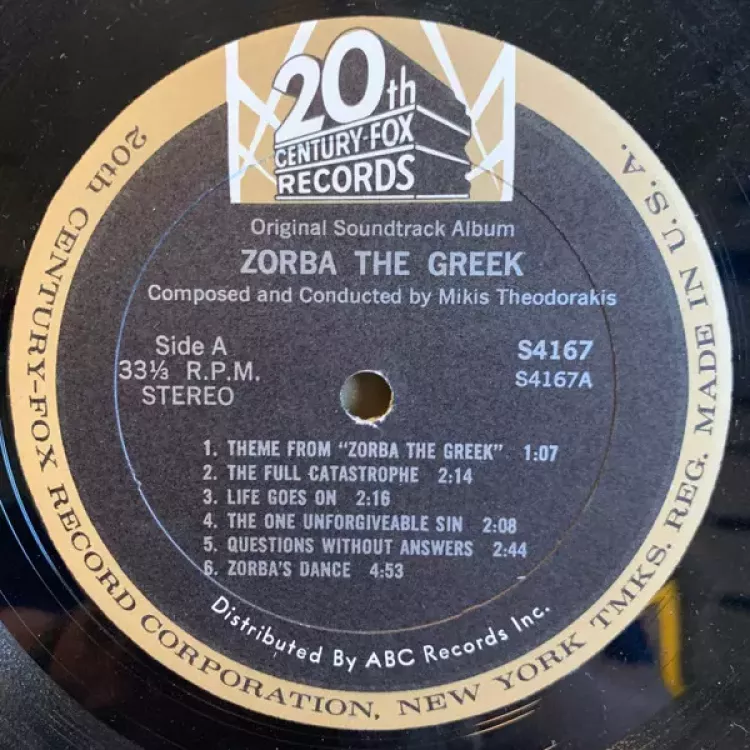 20th
CENTURY-FOX
RECORDS
Original Soundtrack Album
ZORBA THE GREEK
Composed and Conducted by Mikis Theodorakis
Side A
33⅓ R.P.M.
STEREO
S4167
S4167A
1. THEME FROM "ZORBA THE GREEK" 1:07
2. THE FULL CATASTROPHE 2:14
3. LIFE GOES ON 2:16
4. THE ONE UNFORGIVEABLE SIN 2:08
5. QUESTIONS WITHOUT ANSWERS 2:44
6. ZORBA'S DANCE 4:53
Distributed By ABC Records Inc.
20th CENTURY-FOX RECORD CORPORATION, NEW YORK TMKS. REG. MADE IN U.S.A.